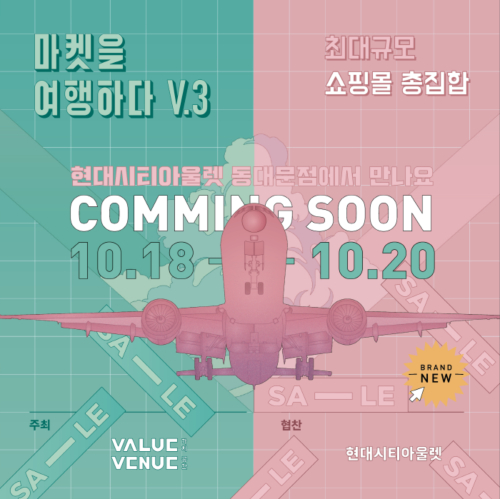 마켓을
여행하다 V.3
최대규모
쇼핑몰 총집합
현대시티아울렛 동대문점에서 만나요
COMMING SOON
10.18 — 10.20
SA — LE
SA — LE
SA — LE
BRAND
NEW
SA — LE
SA — LE
SA
주최
VALUE
VENUE
협찬
현대시티아울렛